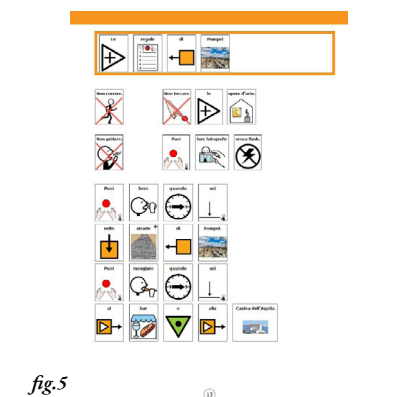 Le regole di Pompei.
Non correre. Non toccare le opere d'arte.
Non gridare. Puoi fare fotografie senza flash.
Puoi bere quando sei
nelle strade di Pompei.
Puoi mangiare quando sei
al bar o alla Casina dell'Aquila.
fig.5
13